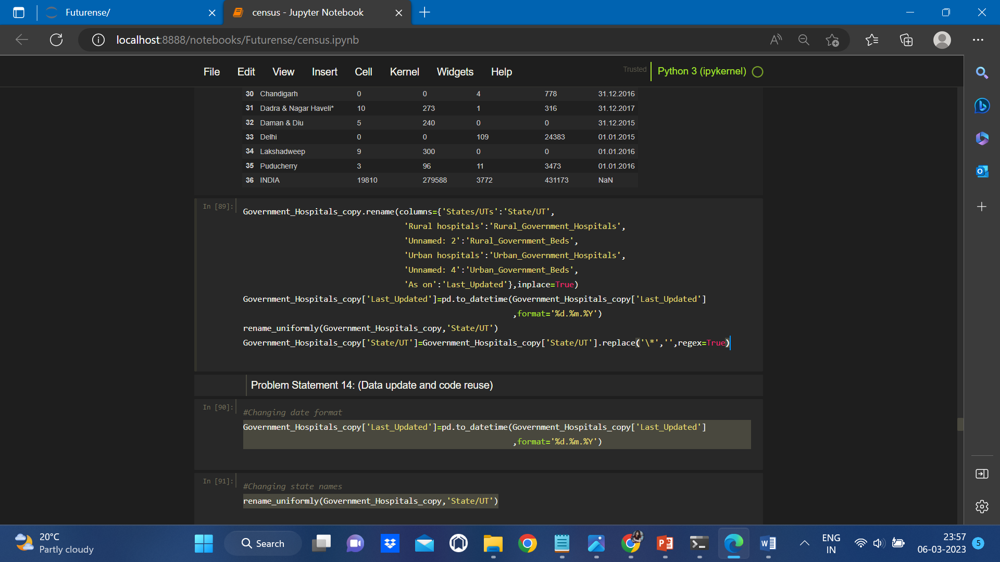 Futurense/
census - Jupyter Notebook
localhost:8888/notebooks/Futurense/census.ipynb
File Edit View Insert Cell Kernel Widgets Help Trusted Python 3 (ipykernel)
30 Chandigarh 0 0 4 778 31.12.2016
31 Dadra & Nagar Haveli* 10 273 1 316 31.12.2017
32 Daman & Diu 5 240 0 0 31.12.2015
33 Delhi 0 0 109 24383 01.01.2015
34 Lakshadweep 9 300 0 0 01.01.2016
35 Puducherry 3 96 11 3473 01.01.2016
36 INDIA 19810 279588 3772 431173 NaN
In [89]:
Government_Hospitals_copy.rename(columns={'States/UTs':'State/UT',
'Rural hospitals':'Rural_Government_Hospitals',
'Unnamed: 2':'Rural_Government_Beds',
'Urban hospitals':'Urban_Government_Hospitals',
'Unnamed: 4':'Urban_Government_Beds',
'As on':'Last_Updated'},inplace=True)
Government_Hospitals_copy['Last_Updated']=pd.to_datetime(Government_Hospitals_copy['Last_Updated']
,format='%d.%m.%Y')
rename_uniformly(Government_Hospitals_copy,'State/UT')
Government_Hospitals_copy['State/UT']=Government_Hospitals_copy['State/UT'].replace('\*','',regex=True)
Problem Statement 14: (Data update and code reuse)
In [90]:
#Changing date format
Government_Hospitals_copy['Last_Updated']=pd.to_datetime(Government_Hospitals_copy['Last_Updated']
,format='%d.%m.%Y')
In [91]:
#Changing state names
rename_uniformly(Government_Hospitals_copy,'State/UT')
20°C
Partly cloudy
Search
ENG
IN
23:57
06-03-2023
5